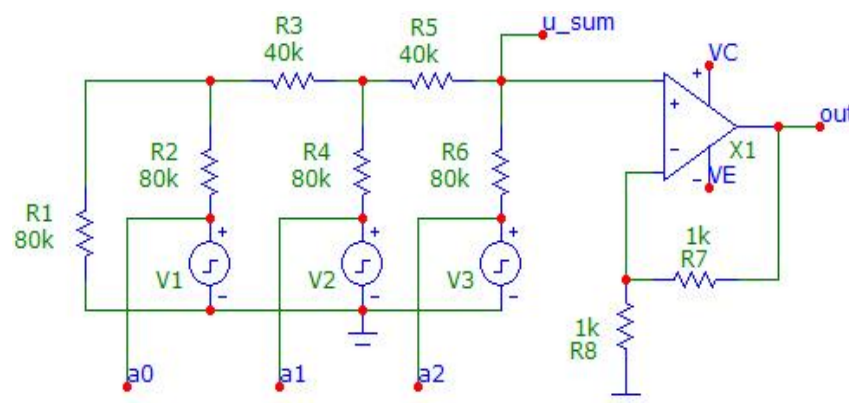 R3
40k
R5
40k
u_sum
VC
+
+
-
X1
out
-
VE
R2
80k
R4
80k
R6
80k
R1
80k
+
+
+
V1
V2
V3
-
-
-
1k
R7
1k
R8
a0
a1
a2